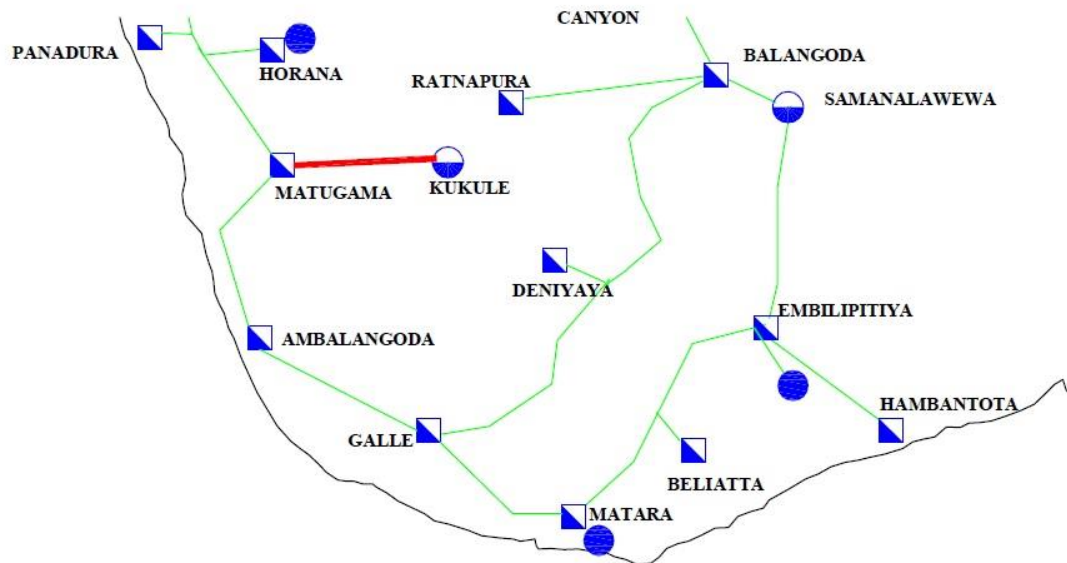 CANYON
PANADURA
BALANGODA
HORANA
RATNAPURA
SAMANALAWEWA
MATUGAMA
KUKULE
DENIYAYA
EMBILIPITIYA
AMBALANGODA
HAMBANTOTA
GALLE
BELIATTA
MATARA